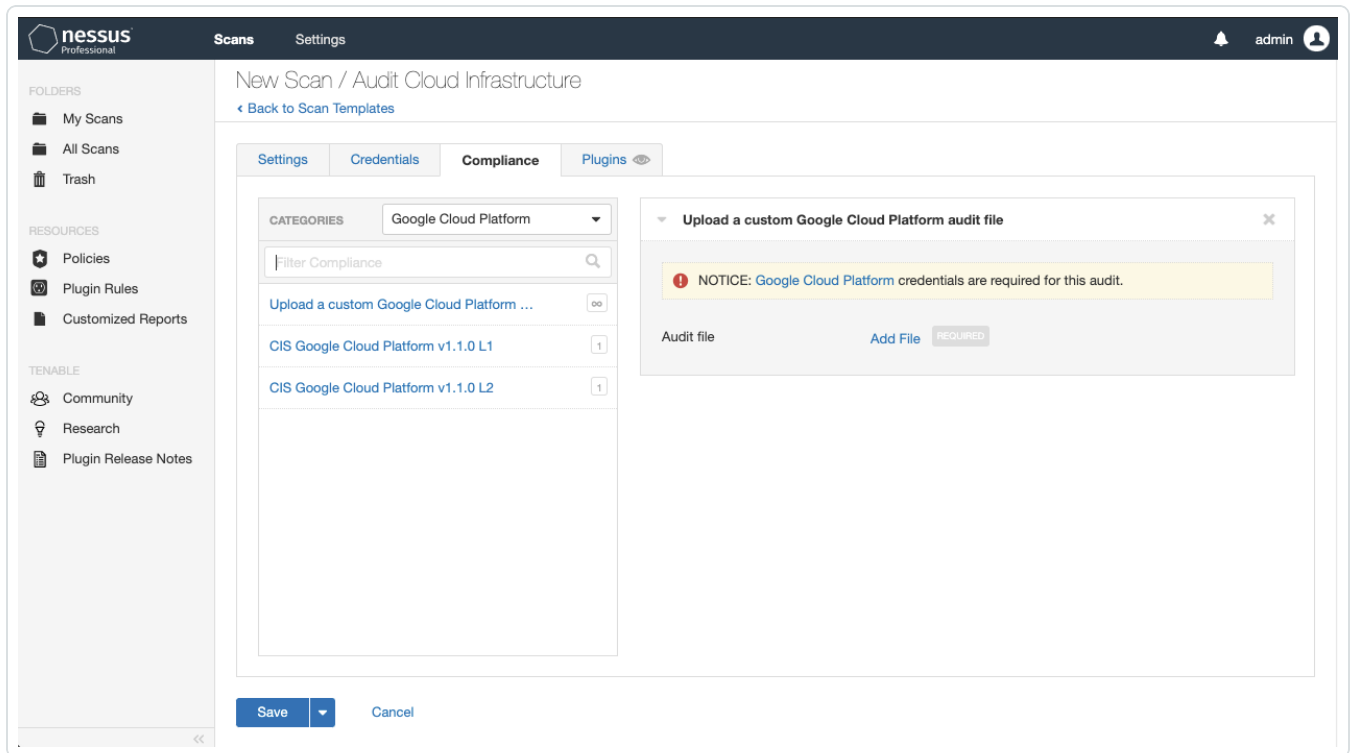 nessus
Professional
Scans
Settings
admin
FOLDERS
My Scans
All Scans
Trash
RESOURCES
Policies
Plugin Rules
Customized Reports
TENABLE
Community
Research
Plugin Release Notes
New Scan / Audit Cloud Infrastructure
Back to Scan Templates
Settings
Credentials
Compliance
Plugins
CATEGORIES
Google Cloud Platform
Filter Compliance
Upload a custom Google Cloud Platform ...
∞
CIS Google Cloud Platform v1.1.0 L1
1
CIS Google Cloud Platform v1.1.0 L2
1
Upload a custom Google Cloud Platform audit file
NOTICE: Google Cloud Platform credentials are required for this audit.
Audit file
Add File
REQUIRED
Save
Cancel